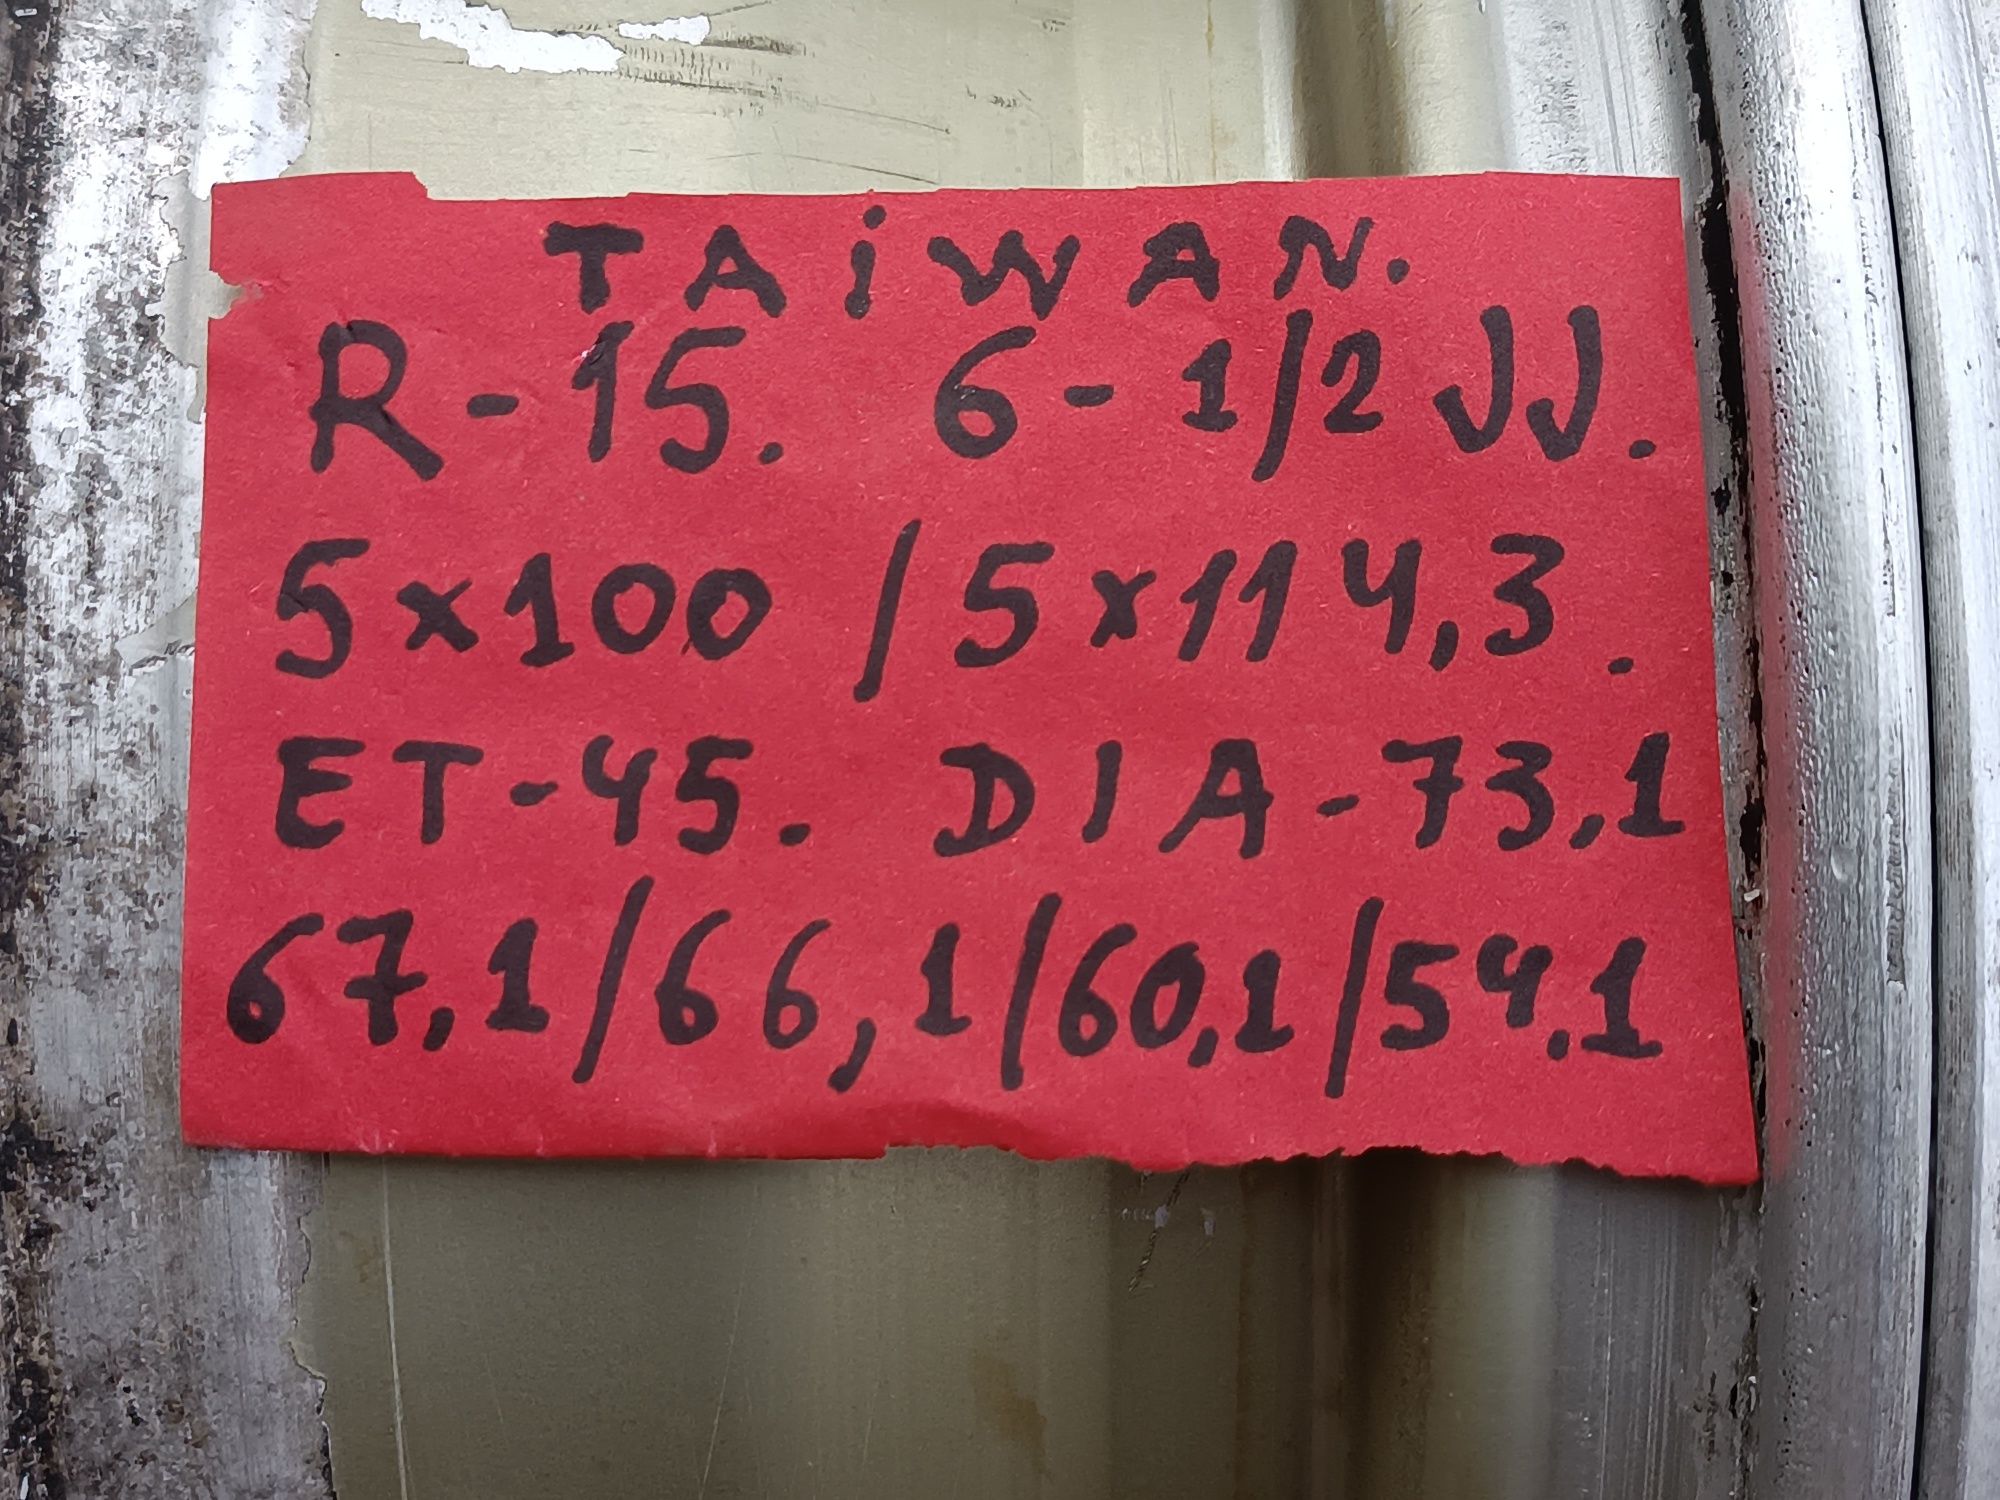 TAiWAN.
R-15. 6-1/2 JJ.
5x100 / 5x114,3.
ET-45. DIA-73,1
67,1/66,1/60,1/54,1